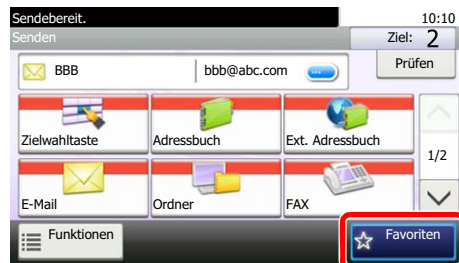 Sendebereit. 10:10
Senden Ziel: 2
BBB bbb@abc.com Prüfen
Zielwahltaste Adressbuch Ext. Adressbuch
1/2
E-Mail Ordner FAX
Funktionen Favoriten